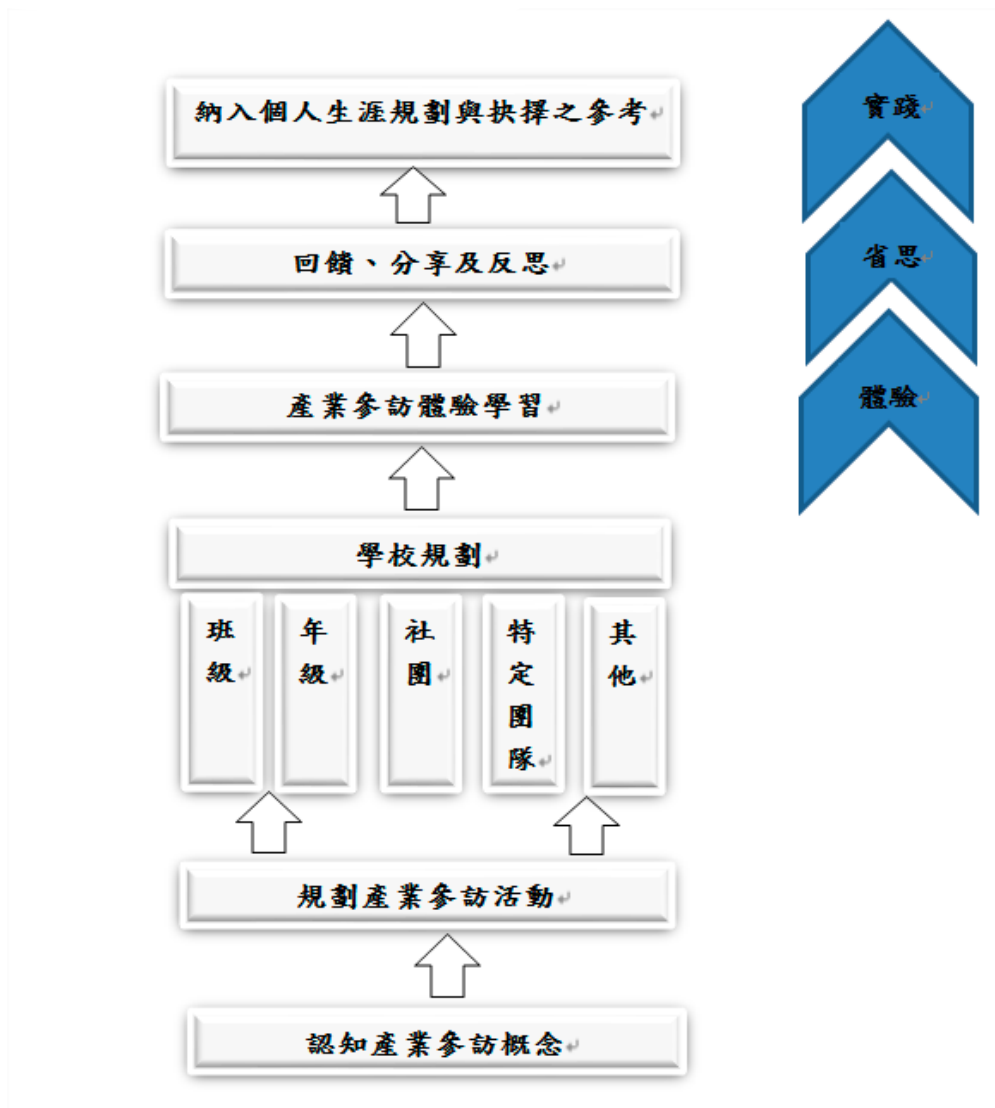 納入個人生涯規劃與抉擇之參考
實踐
回饋、分享及反思
省思
產業參訪體驗學習
體驗
學校規劃
班級
年級
社團
特定團隊
其他
規劃產業參訪活動
認知產業參訪概念